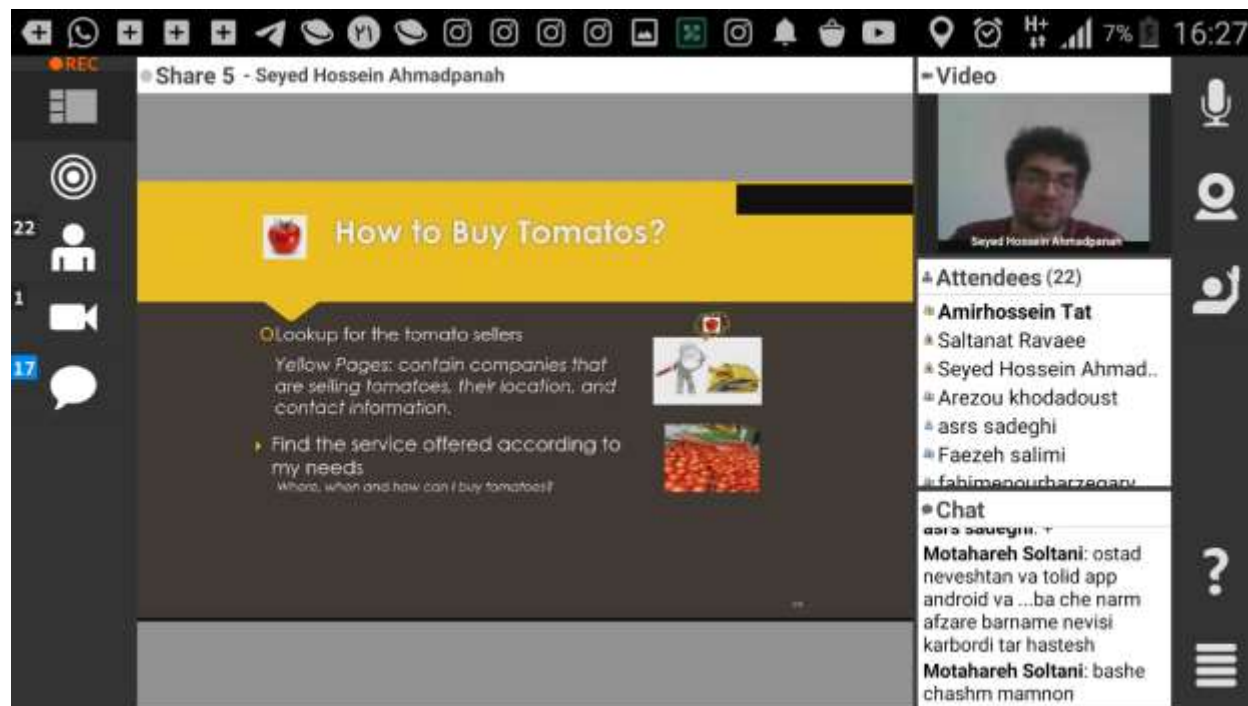 ۲۱
H+
7%
16:27
REC
Share 5 - Seyed Hossein Ahmadpanah
22
1
17
How to Buy Tomatos?
Lookup for the tomato sellers
Yellow Pages: contain companies that
are selling tomatoes, their location, and
contact information.
Find the service offered according to
my needs
Where, when and how can I buy tomatoes?
Video
Seyed Hossein Ahmadpanah
Attendees (22)
Amirhossein Tat
Saltanat Ravaee
Seyed Hossein Ahmad..
Arezou khodadoust
asrs sadeghi
Faezeh salimi
fahimepourbarzegary
Chat
asrs sadeghi: +
Motahareh Soltani: ostad
neveshtan va tolid app
android va ...ba che narm
afzare barname nevisi
karbordi tar hastesh
Motahareh Soltani: bashe
chashm mamnon
?